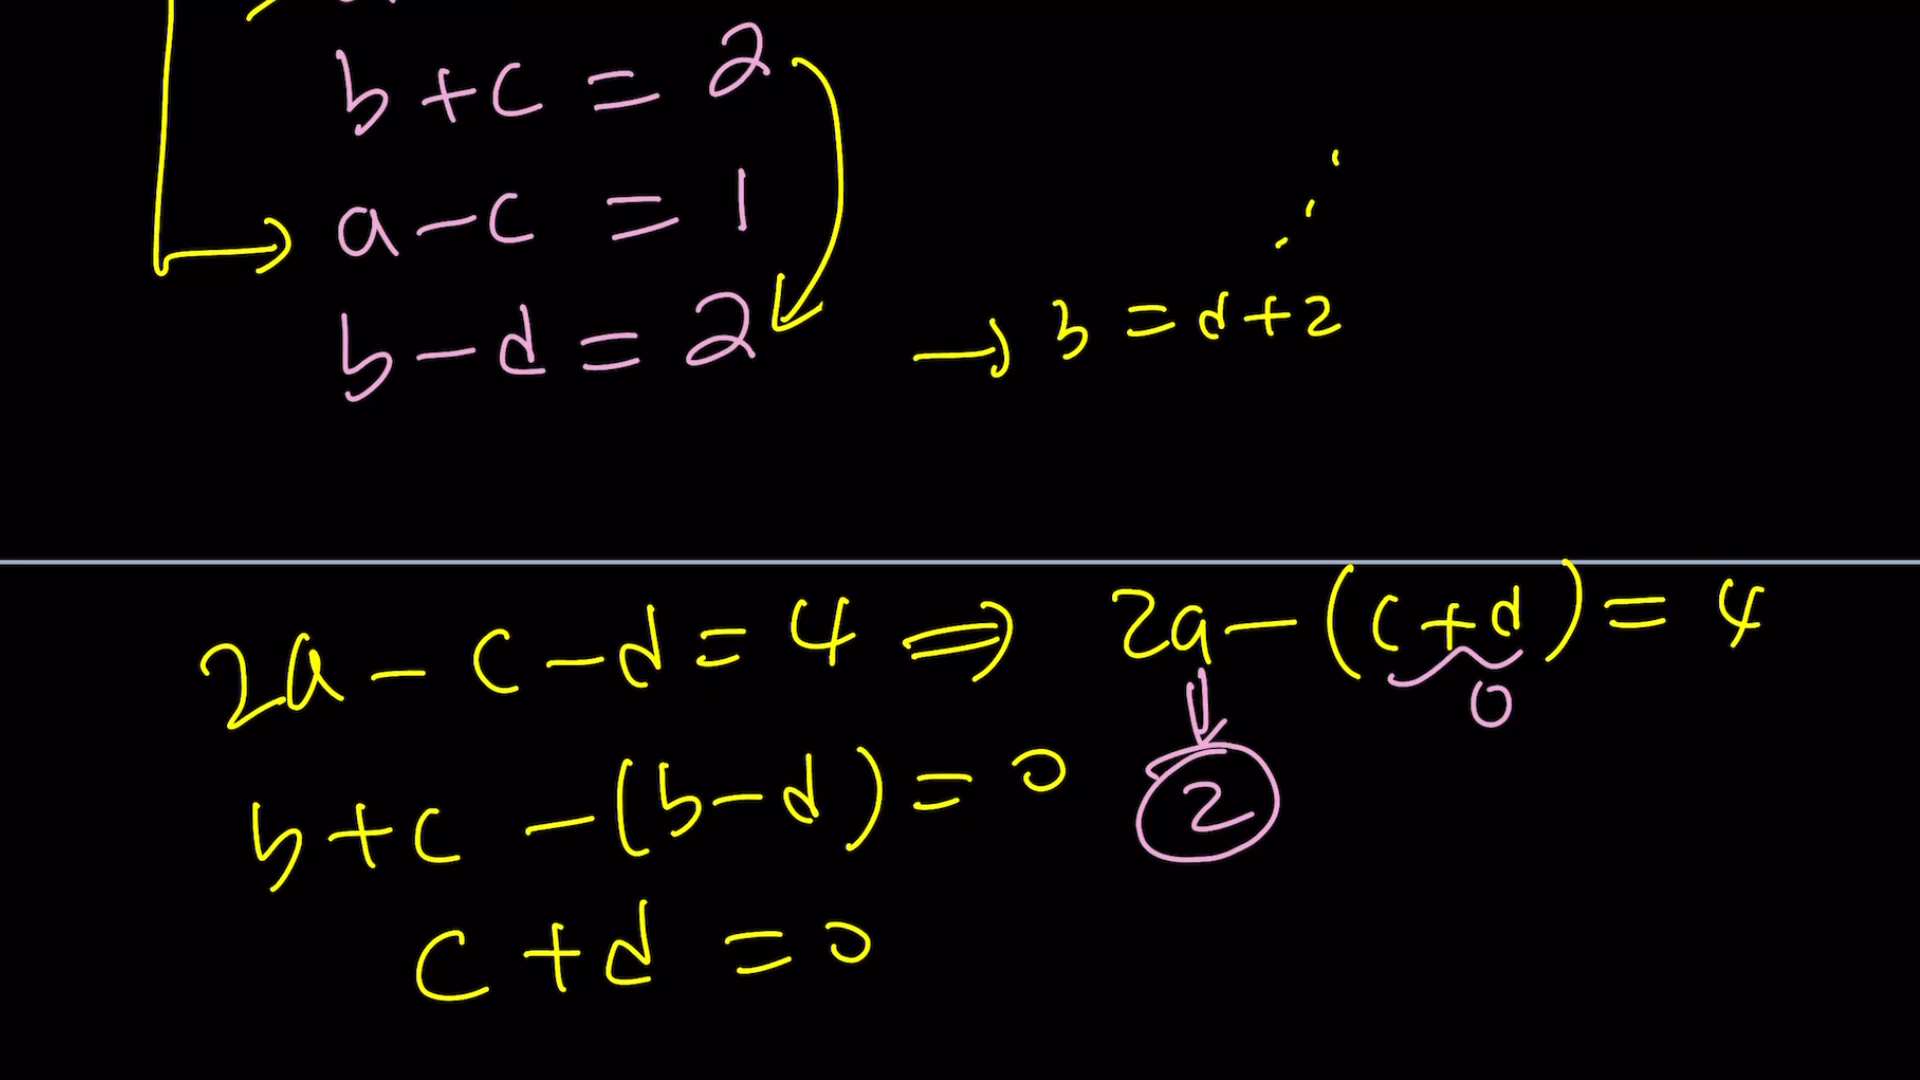 b + c = 2
a - c = 1
b - d = 2 → b = d + 2
2a - c - d = 4 ⇒ 2a - (c + d) = 4
0
b + c - (b - d) = 0
2
c + d = 0